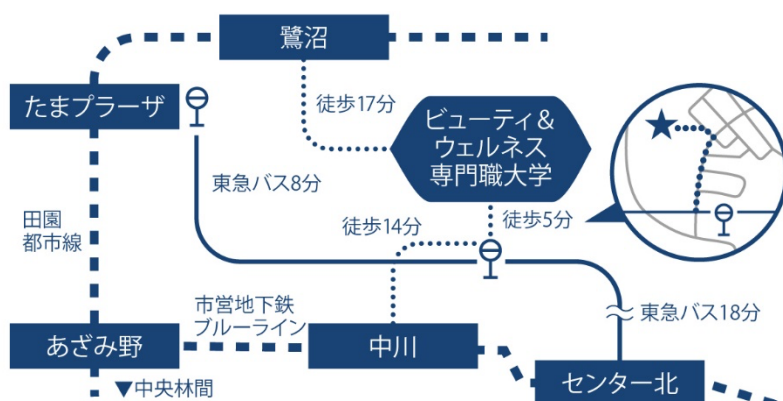 鷺沼
たまプラーザ
徒歩17分
ビューティ&
ウェルネス
専門職大学
東急バス8分
田園
都市線
徒歩14分
徒歩5分
市営地下鉄
ブルーライン
東急バス18分
あざみ野
中川
センター北
▼中央林間